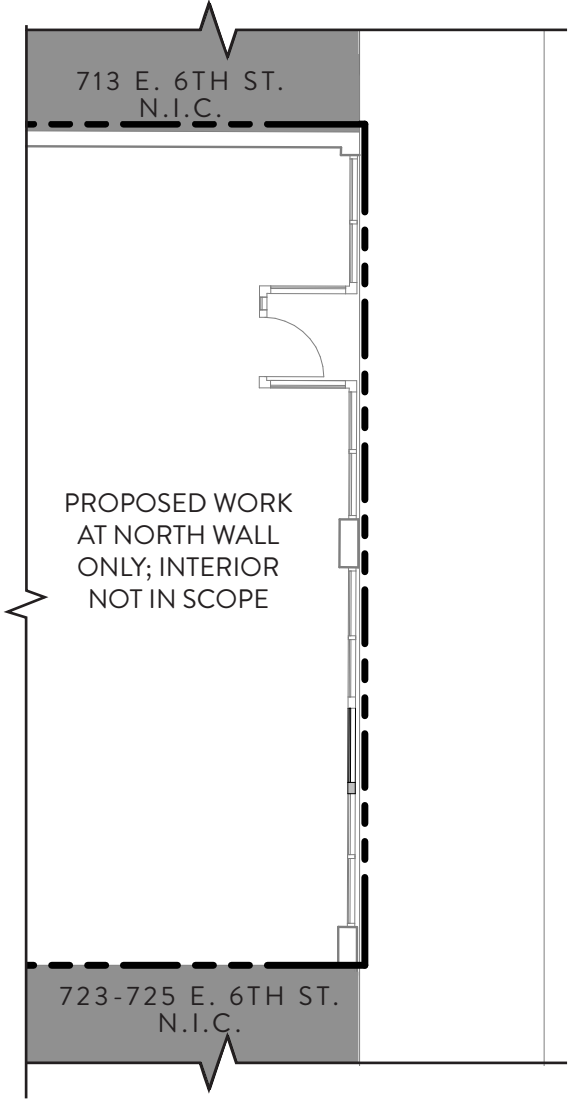 713 E. 6TH ST.
N.I.C.
PROPOSED WORK
AT NORTH WALL
ONLY; INTERIOR
NOT IN SCOPE
723-725 E. 6TH ST.
N.I.C.